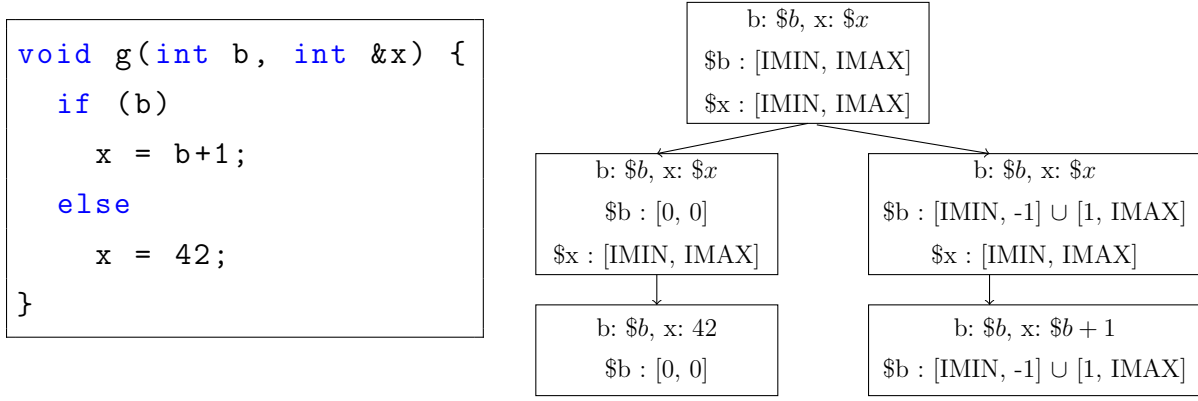 void g(int b, int &x) {
if (b)
x = b+1;
else
x = 42;
}
b: $b, x: $x
$b : [IMIN, IMAX]
$x : [IMIN, IMAX]
b: $b, x: $x
$b : [0, 0]
$x : [IMIN, IMAX]
b: $b, x: $x
$b : [IMIN, -1] ∪ [1, IMAX]
$x : [IMIN, IMAX]
b: $b, x: 42
$b : [0, 0]
b: $b, x: $b + 1
$b : [IMIN, -1] ∪ [1, IMAX]